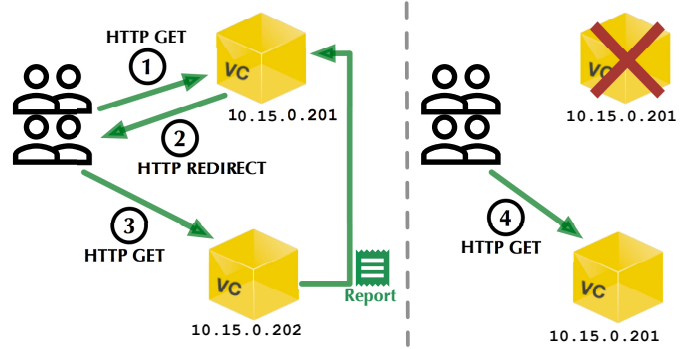 HTTP GET
1
VC
10.15.0.201
2
HTTP REDIRECT
3
HTTP GET
VC
Report
10.15.0.202
VC
10.15.0.201
4
HTTP GET
VC
10.15.0.201